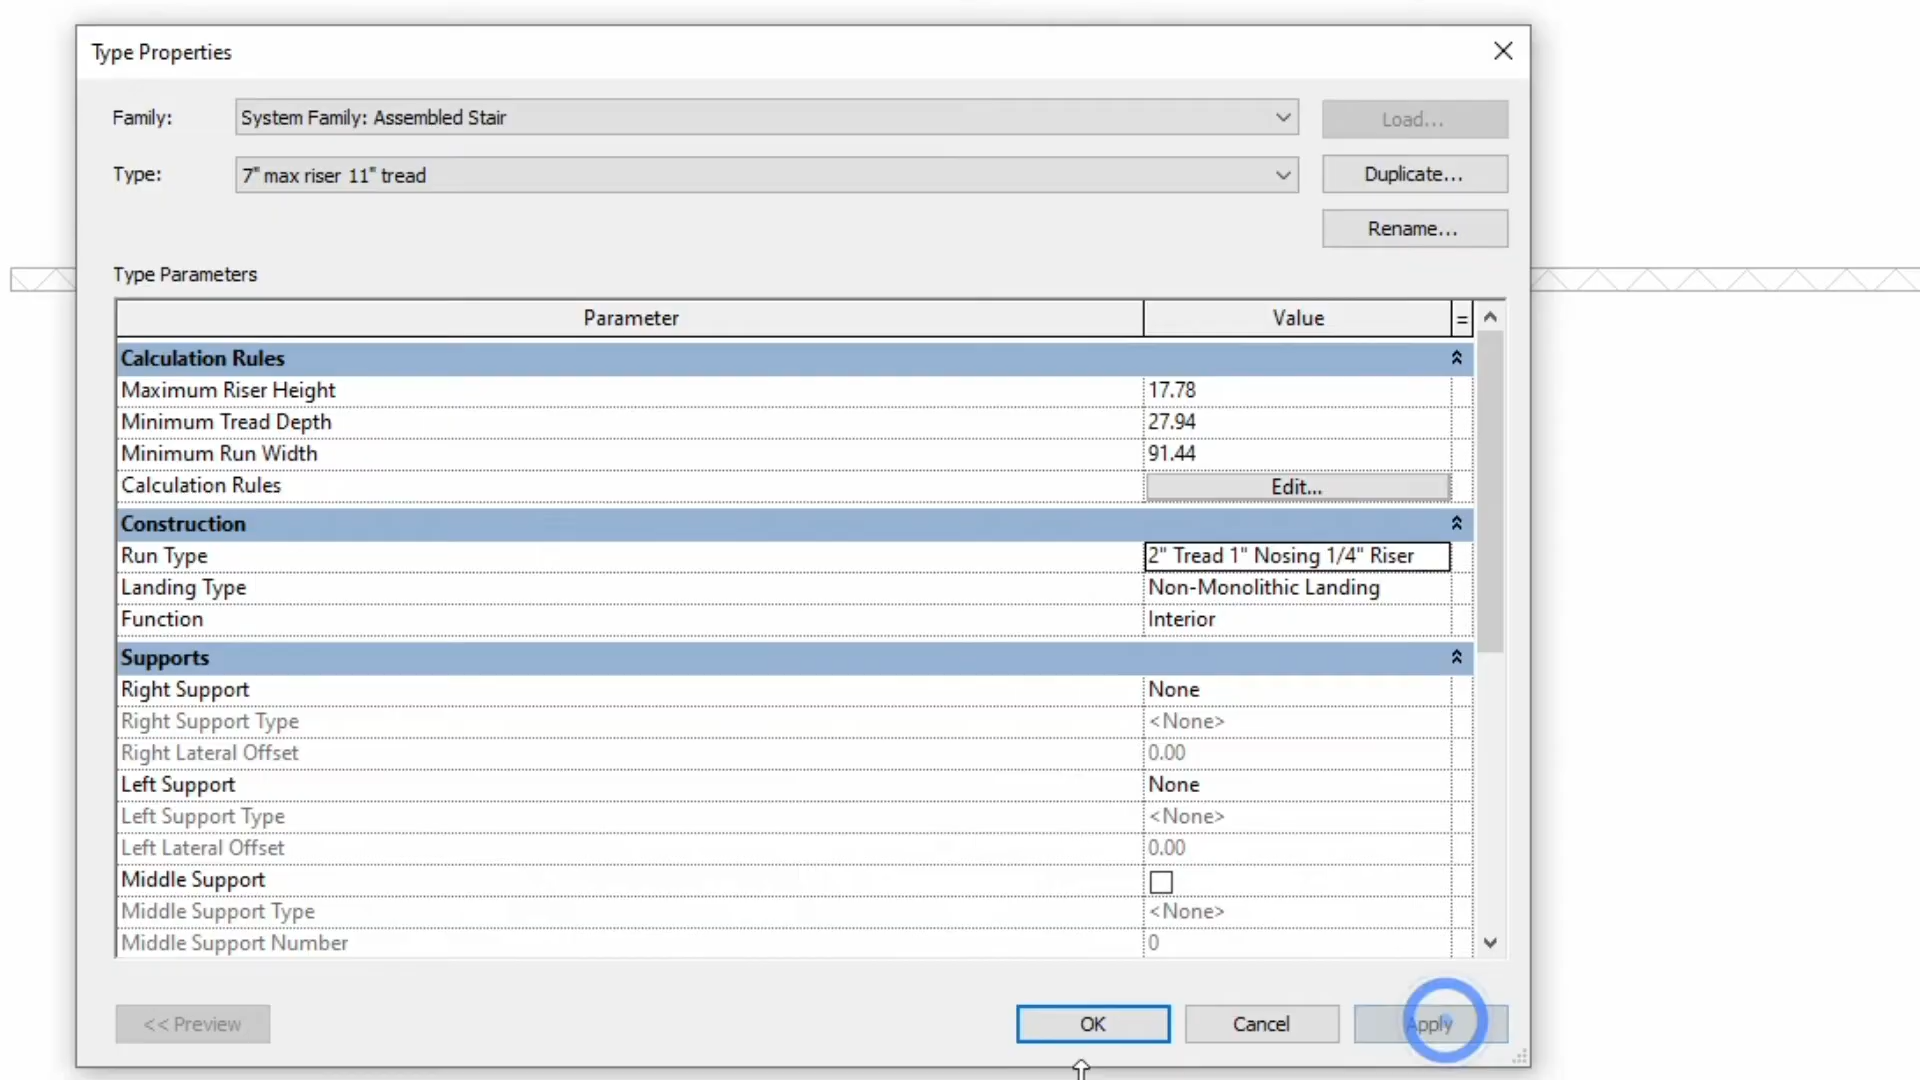 Type Properties
Family:
System Family: Assembled Stair
Load...
Type:
7" max riser 11" tread
Duplicate...
Rename...
Type Parameters
Parameter Value =
Calculation Rules
Maximum Riser Height 17.78
Minimum Tread Depth 27.94
Minimum Run Width 91.44
Calculation Rules Edit...
Construction
Run Type 2" Tread 1" Nosing 1/4" Riser
Landing Type Non-Monolithic Landing
Function Interior
Supports
Right Support None
Right Support Type <None>
Right Lateral Offset 0.00
Left Support None
Left Support Type <None>
Left Lateral Offset 0.00
Middle Support
Middle Support Type <None>
Middle Support Number 0
<< Preview OK Cancel Apply